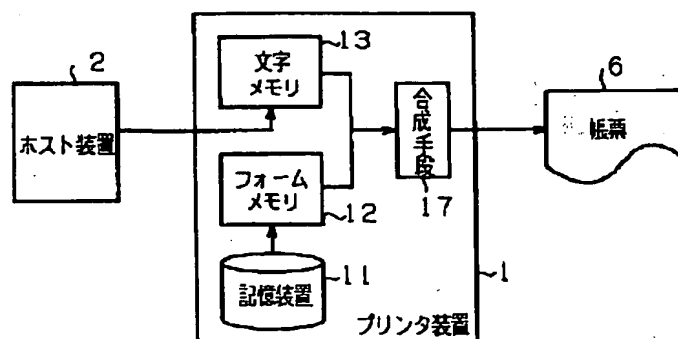 2
ホスト装置
13
文字
メモリ
フォーム
メモリ
12
11
記憶装置
合成手段
17
1
プリンタ装置
6
帳票